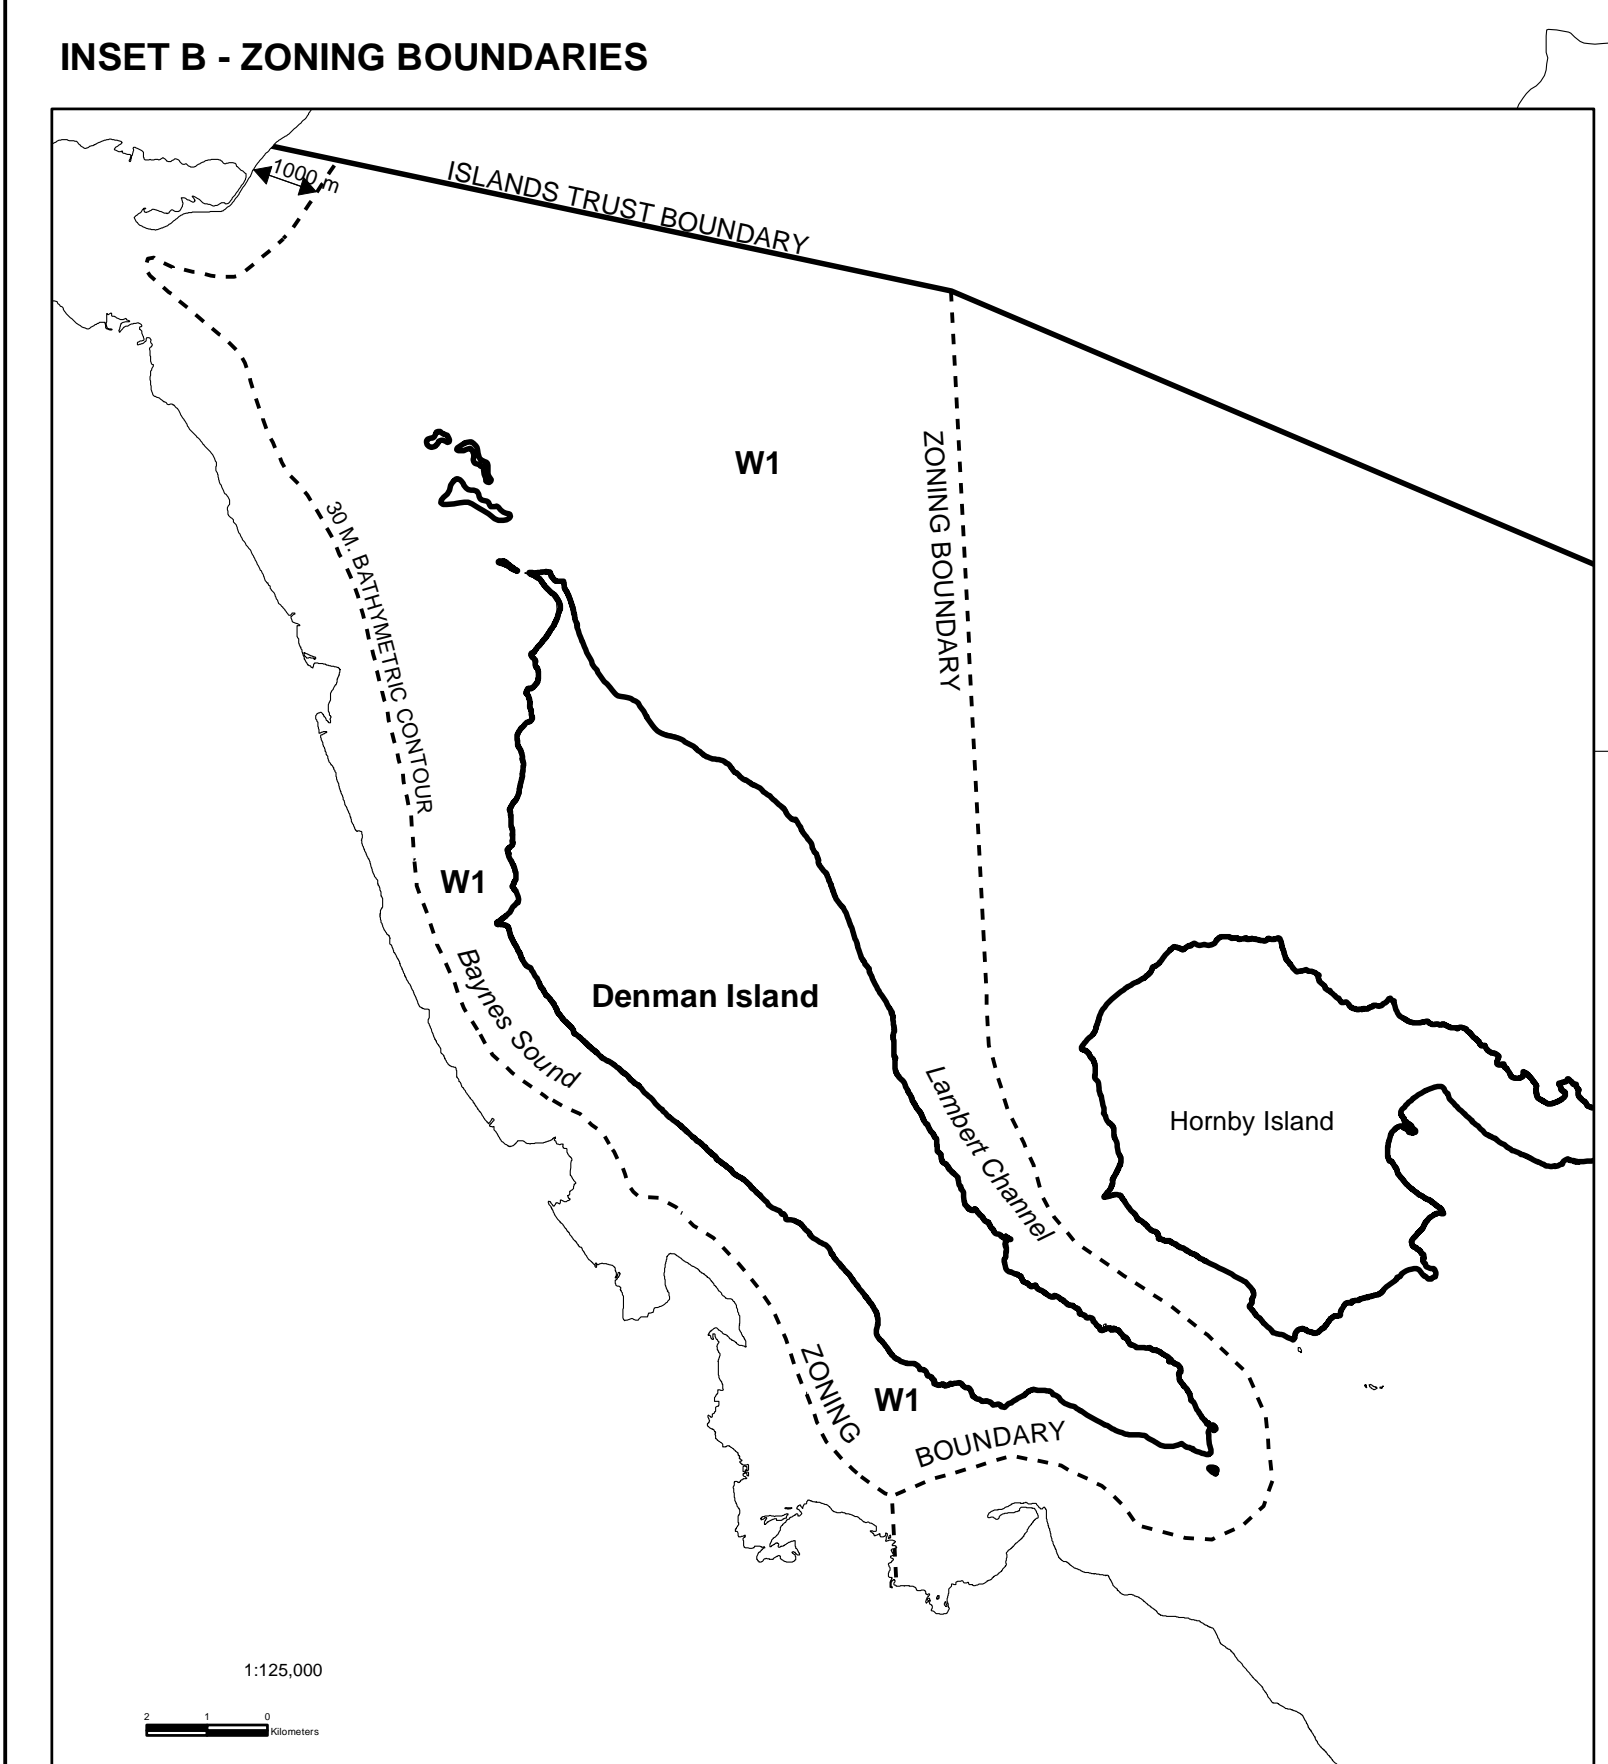 INSET B - ZONING BOUNDARIES
1000 m
ISLANDS TRUST BOUNDARY
W1
ZONING BOUNDARY
30 M. BATHYMETRIC CONTOUR
W1
Baynes Sound
Denman Island
Lambert Channel
Hornby Island
ZONING
W1
BOUNDARY
1:125,000
2 1 0
Kilometers